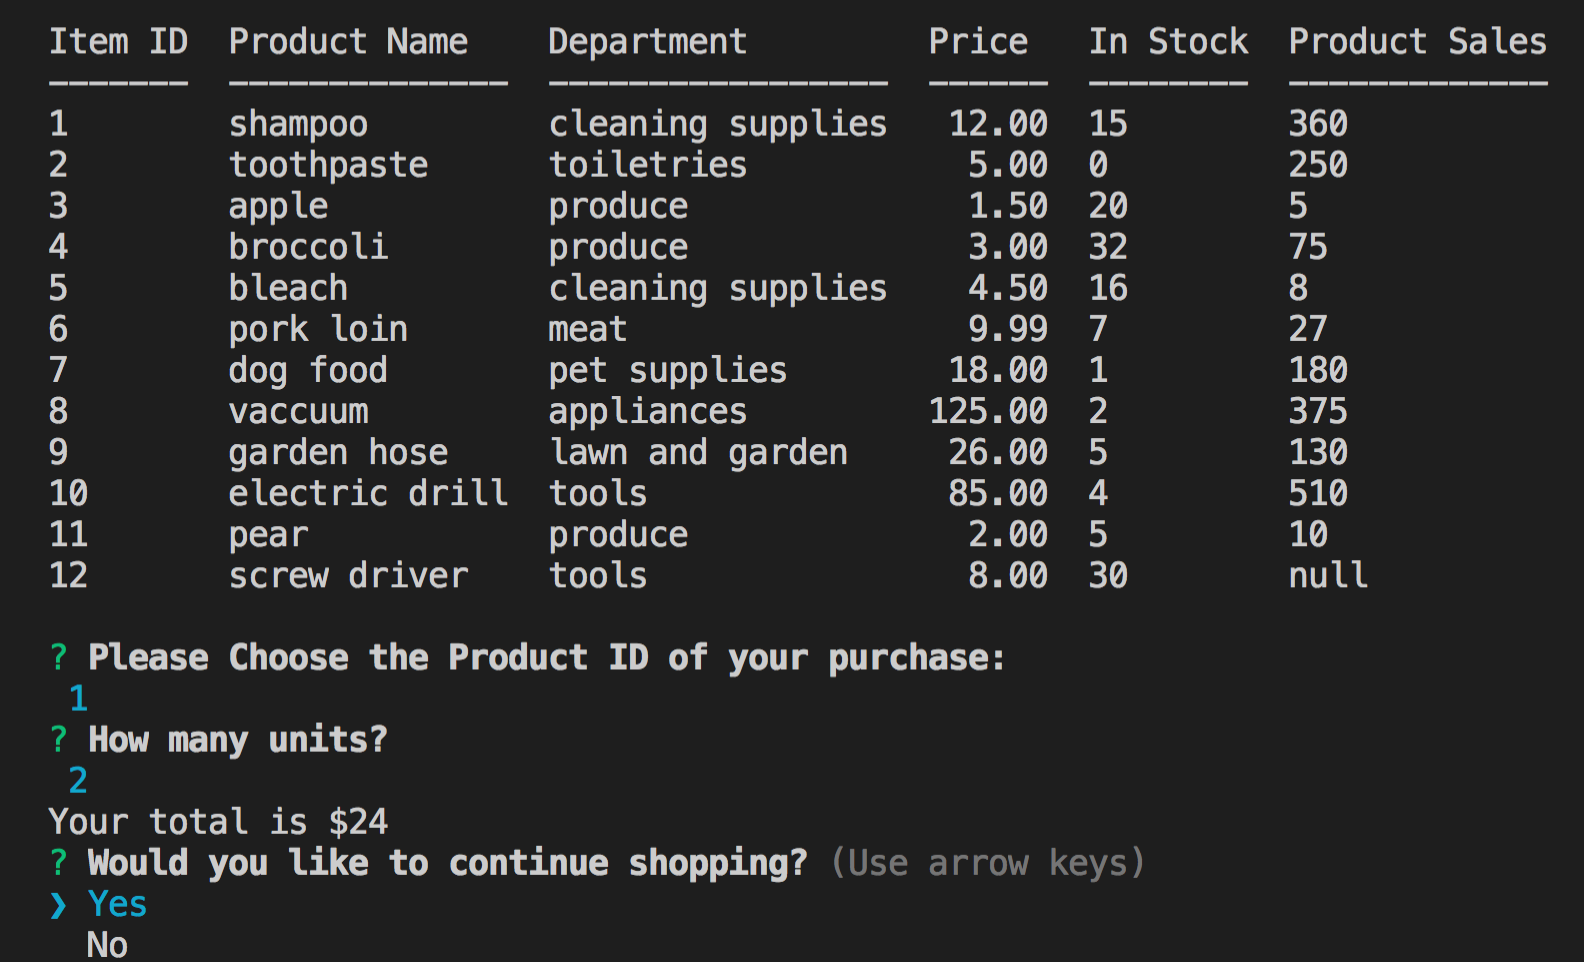 Item ID  Product Name    Department         Price   In Stock  Product Sales
-------  --------------  -----------------  ------  --------  -------------
1        shampoo         cleaning supplies   12.00  15        360
2        toothpaste      toiletries           5.00  0         250
3        apple           produce              1.50  20        5
4        broccoli        produce              3.00  32        75
5        bleach          cleaning supplies    4.50  16        8
6        pork loin       meat                 9.99  7         27
7        dog food        pet supplies        18.00  1         180
8        vaccuum         appliances         125.00  2         375
9        garden hose     lawn and garden     26.00  5         130
10       electric drill  tools               85.00  4         510
11       pear            produce              2.00  5         10
12       screw driver    tools                8.00  30        null
? Please Choose the Product ID of your purchase:
1
? How many units?
2
Your total is $24
? Would you like to continue shopping? (Use arrow keys)
❯ Yes
No